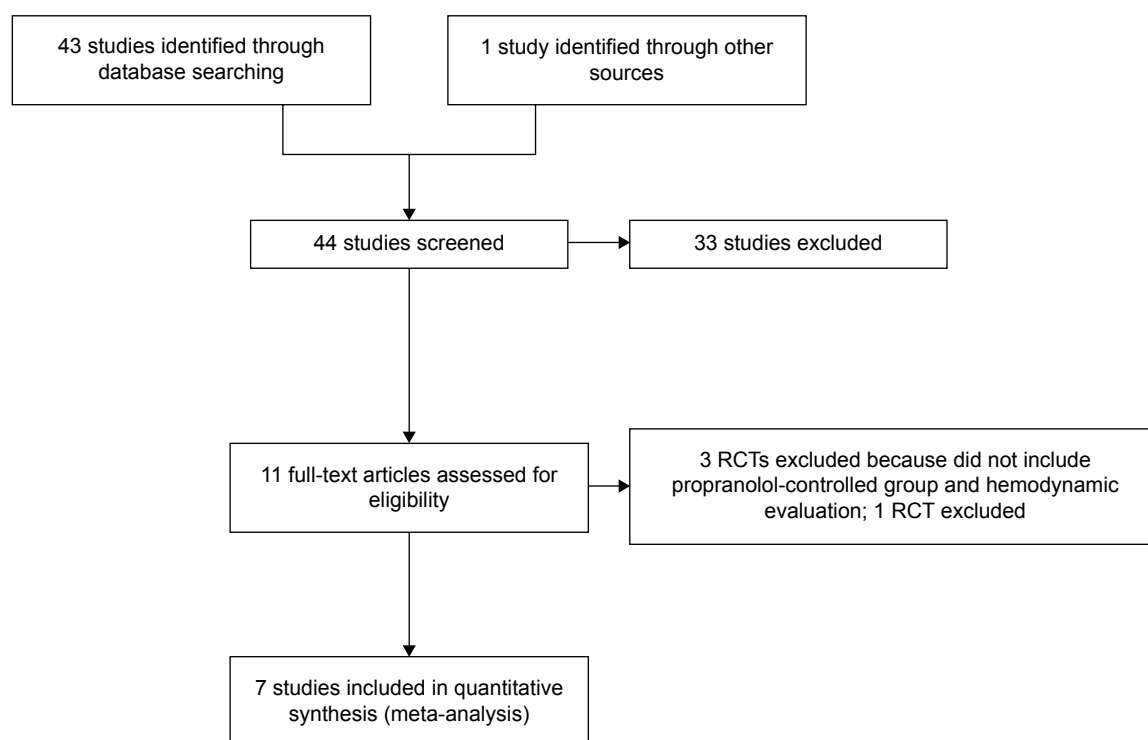 43 studies identified through
database searching
1 study identified through other
sources
44 studies screened
33 studies excluded
11 full-text articles assessed for
eligibility
3 RCTs excluded because did not include
propranolol-controlled group and hemodynamic
evaluation; 1 RCT excluded
7 studies included in quantitative
synthesis (meta-analysis)